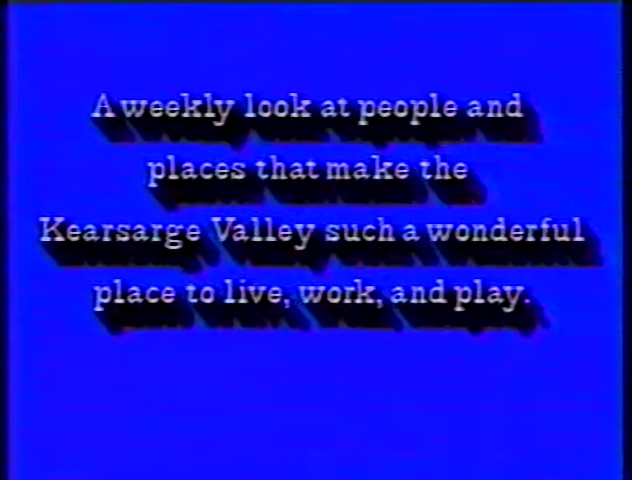 A weekly look at people and
places that make the
Kearsarge Valley such a wonderful
place to live, work, and play.